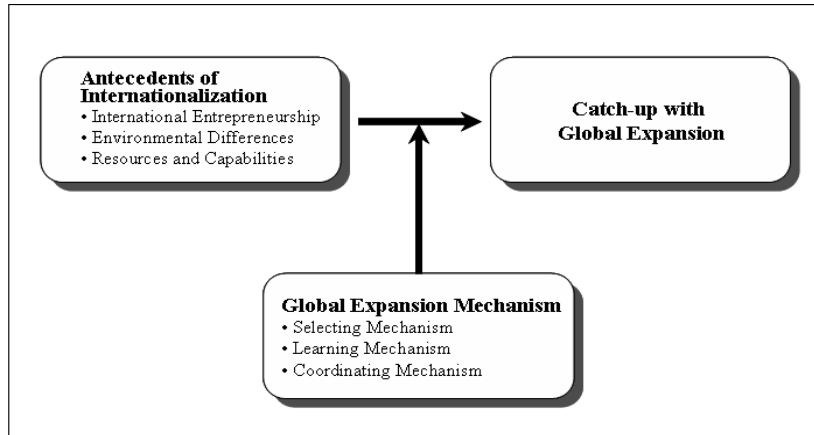 Antecedents of
Internationalization
• International Entrepreneurship
• Environmental Differences
• Resources and Capabilities
Catch-up with
Global Expansion
Global Expansion Mechanism
• Selecting Mechanism
• Learning Mechanism
• Coordinating Mechanism